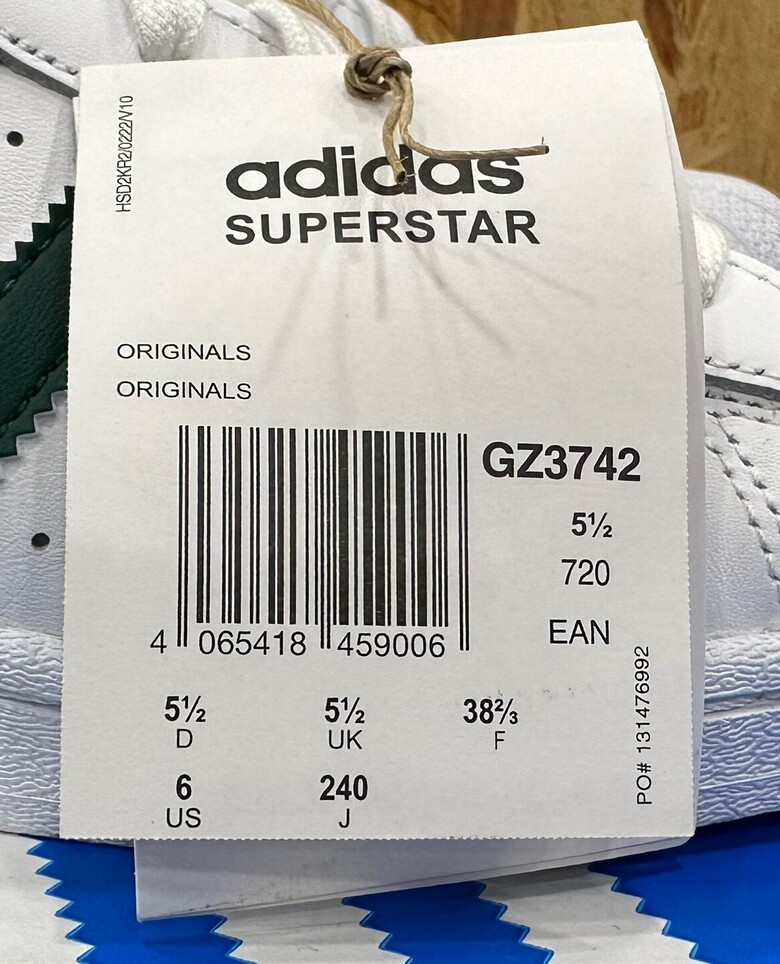 HSD2KR2/0222/V10
adidas
SUPERSTAR
ORIGINALS
ORIGINALS
GZ3742
5½
720
EAN
4 065418 459006
5½ 5½ 38⅔
D UK F
6 240
US J
PO# 131476992